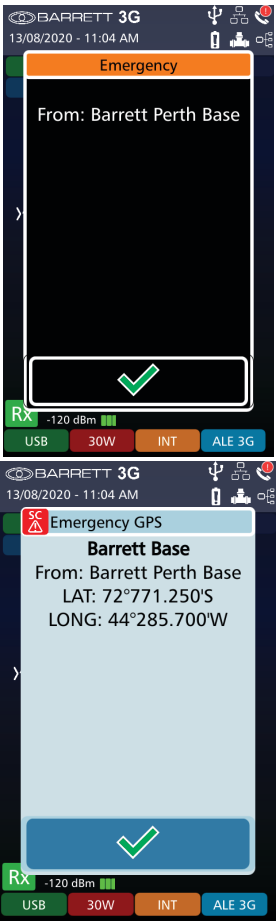 BARRETT 3G
13/08/2020 - 11:04 AM
Emergency
From: Barrett Perth Base
Rx -120 dBm
USB 30W INT ALE 3G
BARRETT 3G
13/08/2020 - 11:04 AM
SC Emergency GPS
Barrett Base
From: Barrett Perth Base
LAT: 72°771.250'S
LONG: 44°285.700'W
Rx -120 dBm
USB 30W INT ALE 3G